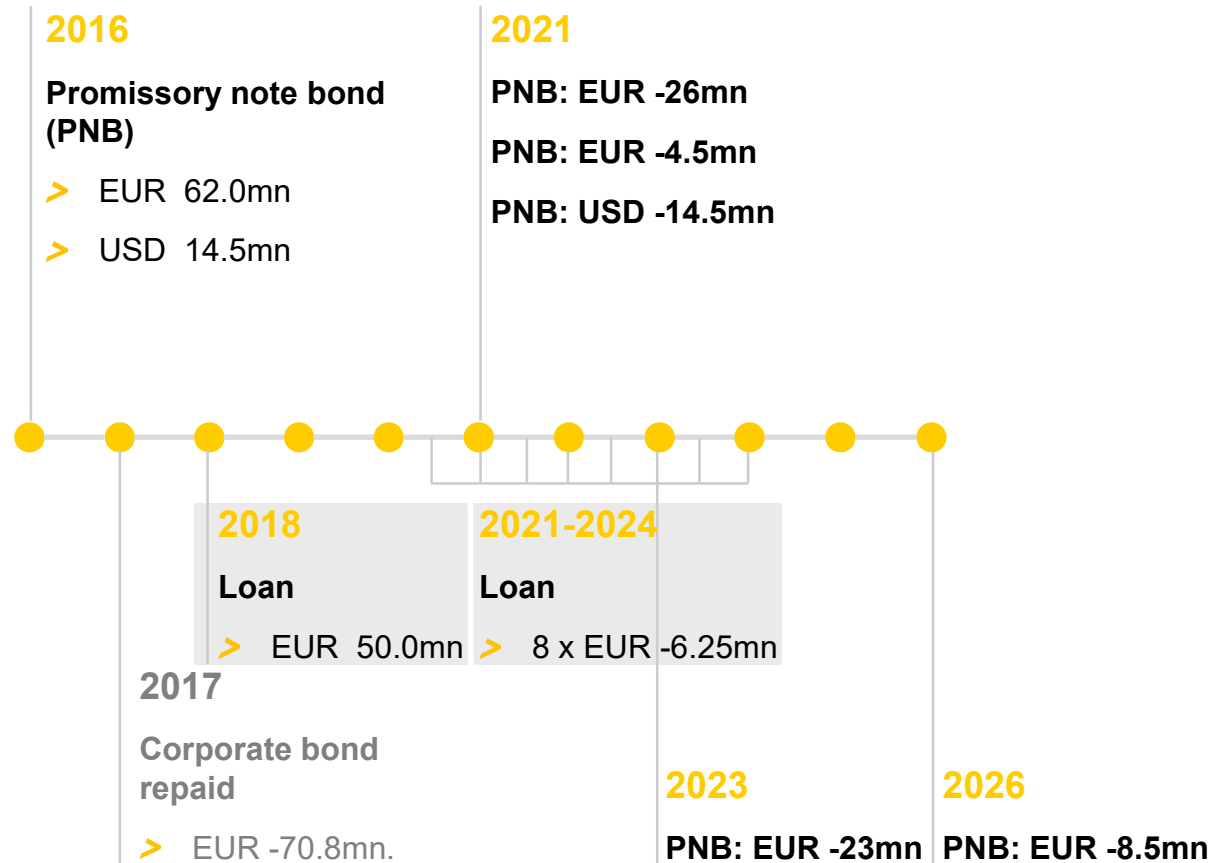 2016
Promissory note bond
(PNB)
> EUR 62.0mn
> USD 14.5mn
2021
PNB: EUR -26mn
PNB: EUR -4.5mn
PNB: USD -14.5mn
2018
Loan
> EUR 50.0mn
2021-2024
Loan
> 8 x EUR -6.25mn
2017
Corporate bond
repaid
> EUR -70.8mn.
2023
PNB: EUR -23mn
2026
PNB: EUR -8.5mn